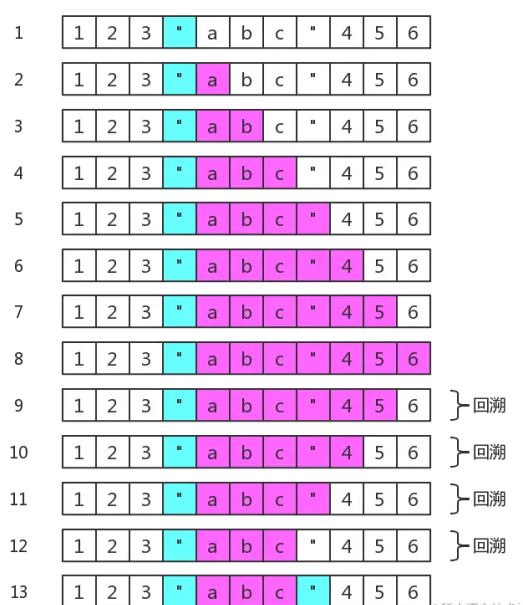 1 1 2 3 " a b c " 4 5 6
2 1 2 3 " a b c " 4 5 6
3 1 2 3 " a b c " 4 5 6
4 1 2 3 " a b c " 4 5 6
5 1 2 3 " a b c " 4 5 6
6 1 2 3 " a b c " 4 5 6
7 1 2 3 " a b c " 4 5 6
8 1 2 3 " a b c " 4 5 6
9 1 2 3 " a b c " 4 5 6 回溯
10 1 2 3 " a b c " 4 5 6 回溯
11 1 2 3 " a b c " 4 5 6 回溯
12 1 2 3 " a b c " 4 5 6 回溯
13 1 2 3 " a b c " 4 5 6